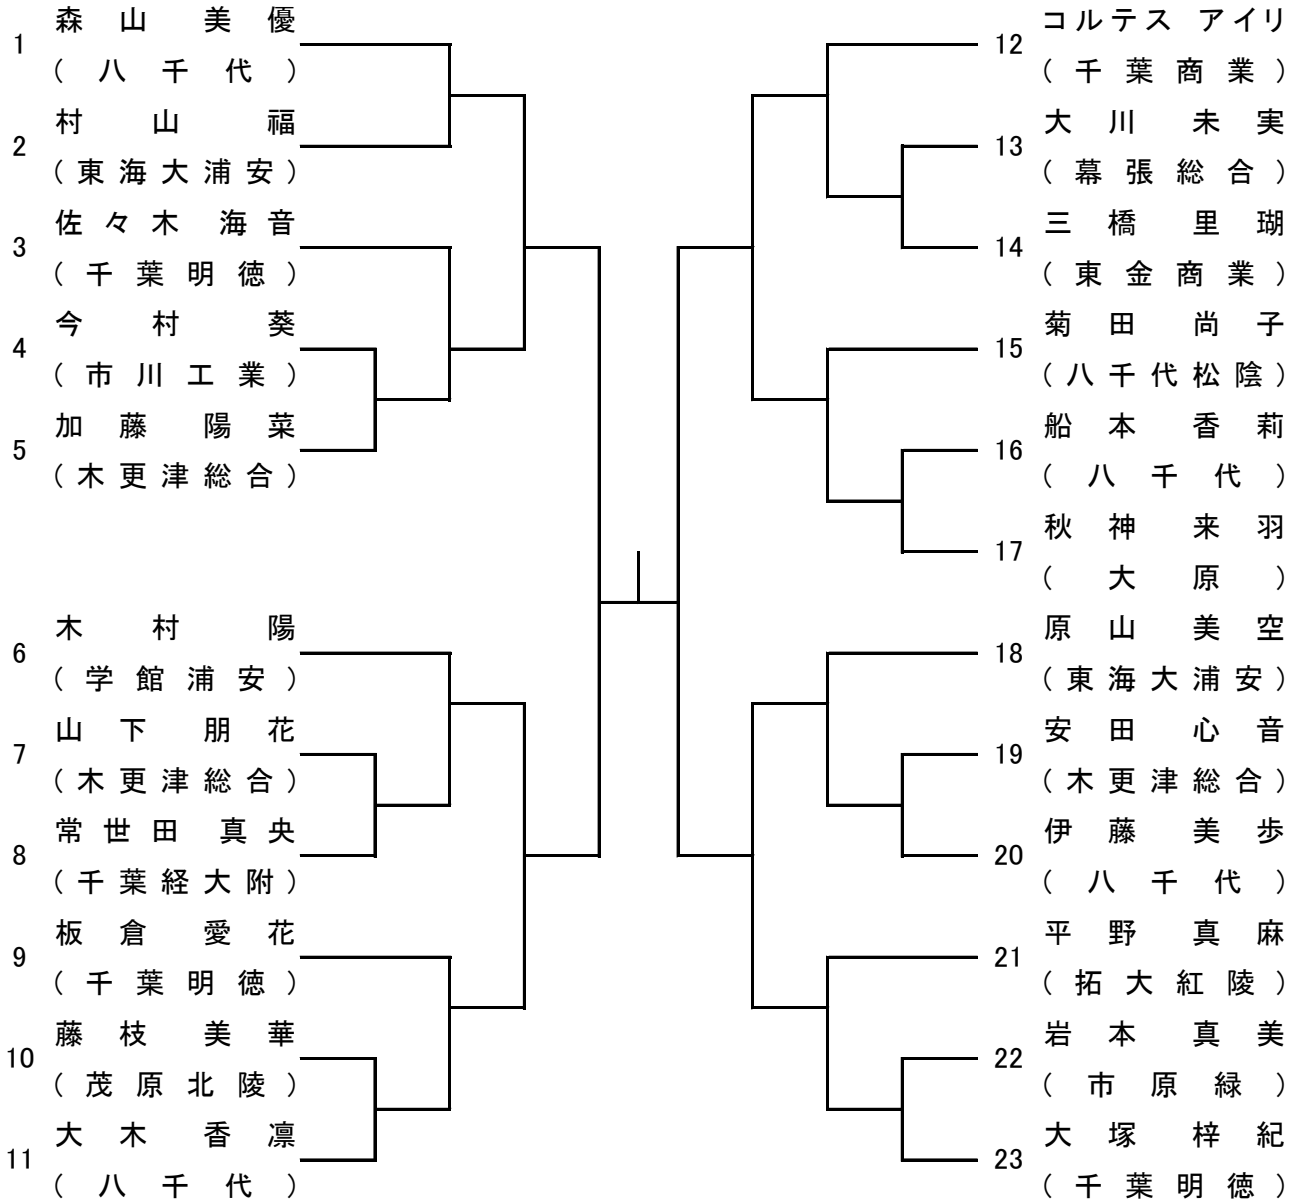 1 森山 美優
(八千代)
2 村山 福
(東海大浦安)
3 佐々木 海音
(千葉明徳)
4 今村 葵
(市川工業)
5 加藤 陽菜
(木更津総合)
6 木村 陽
(学館浦安)
7 山下 朋花
(木更津総合)
8 常世田 真央
(千葉経大附)
9 板倉 愛花
(千葉明徳)
10 藤枝 美華
(茂原北陵)
11 大木 香凛
(八千代)
12 コルテス アイリ
(千葉商業)
13 大川 未実
(幕張総合)
14 三橋 里瑚
(東金商業)
15 菊田 尚子
(八千代松陰)
16 船本 香莉
(八千代)
17 秋神 来羽
(大原)
18 原山 美空
(東海大浦安)
19 安田 心音
(木更津総合)
20 伊藤 美歩
(八千代)
21 平野 真麻
(拓大紅陵)
22 岩本 真美
(市原緑)
23 大塚 梓紀
(千葉明徳)